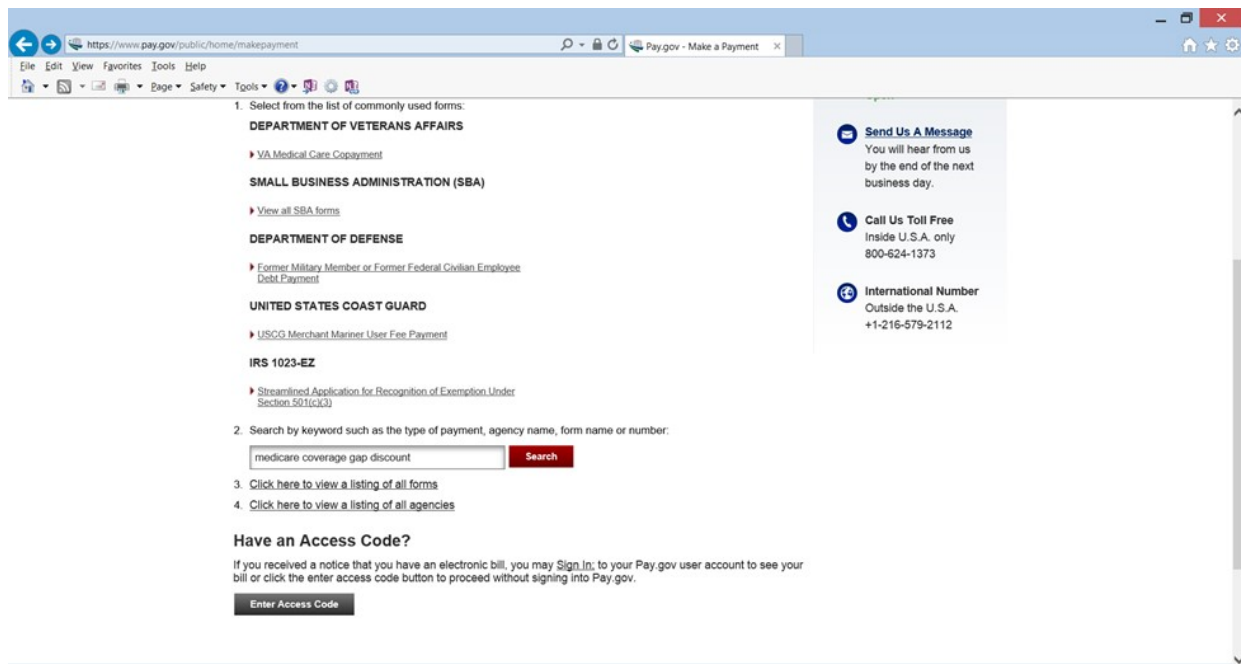 https://www.pay.gov/public/home/makepayment
Pay.gov - Make a Payment
File Edit View Favorites Tools Help
Page Safety Tools
1. Select from the list of commonly used forms:
DEPARTMENT OF VETERANS AFFAIRS
VA Medical Care Copayment
SMALL BUSINESS ADMINISTRATION (SBA)
View all SBA forms
DEPARTMENT OF DEFENSE
Former Military Member or Former Federal Civilian Employee
Debt Payment
UNITED STATES COAST GUARD
USCG Merchant Mariner User Fee Payment
IRS 1023-EZ
Streamlined Application for Recognition of Exemption Under
Section 501(c)(3)
2. Search by keyword such as the type of payment, agency name, form name or number:
medicare coverage gap discount
Search
3. Click here to view a listing of all forms
4. Click here to view a listing of all agencies
Have an Access Code?
If you received a notice that you have an electronic bill, you may Sign In; to your Pay.gov user account to see your
bill or click the enter access code button to proceed without signing into Pay.gov.
Enter Access Code
Send Us A Message
You will hear from us
by the end of the next
business day.
Call Us Toll Free
Inside U.S.A. only
800-624-1373
International Number
Outside the U.S.A.
+1-216-579-2112